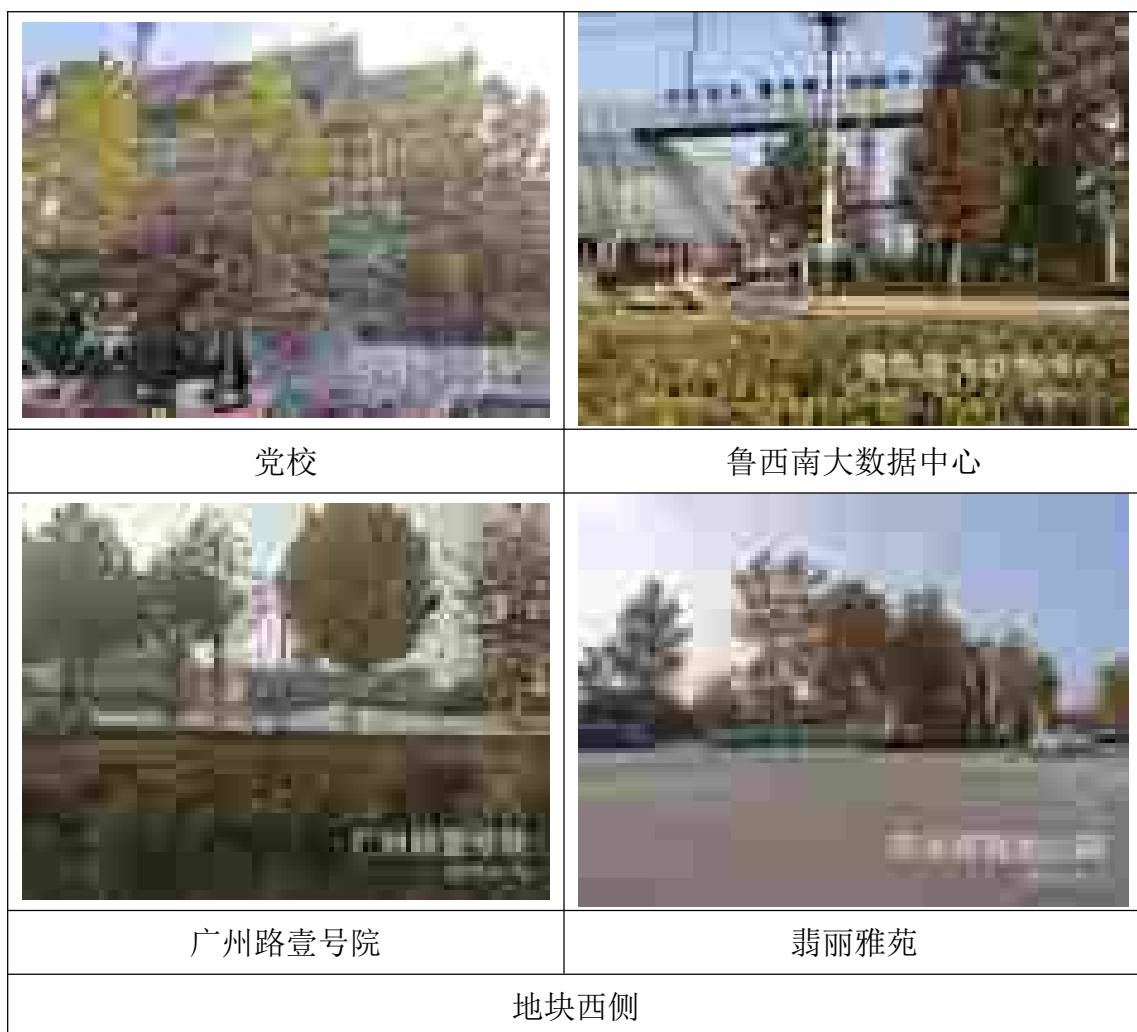 党校
鲁西南大数据中心
广州路壹号院
翡丽雅苑
地块西侧